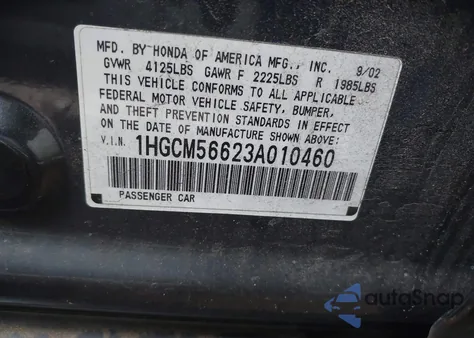 MFD. BY HONDA OF AMERICA MFG., INC. 9/02
GVWR 4125LBS GAWR F 2225LBS R 1985LBS
THIS VEHICLE CONFORMS TO ALL APPLICABLE
FEDERAL MOTOR VEHICLE SAFETY, BUMPER,
AND THEFT PREVENTION STANDARDS IN EFFECT
ON THE DATE OF MANUFACTURE SHOWN ABOVE.
V.I.N. 1HGCM56623A010460
PASSENGER CAR
autoSnap